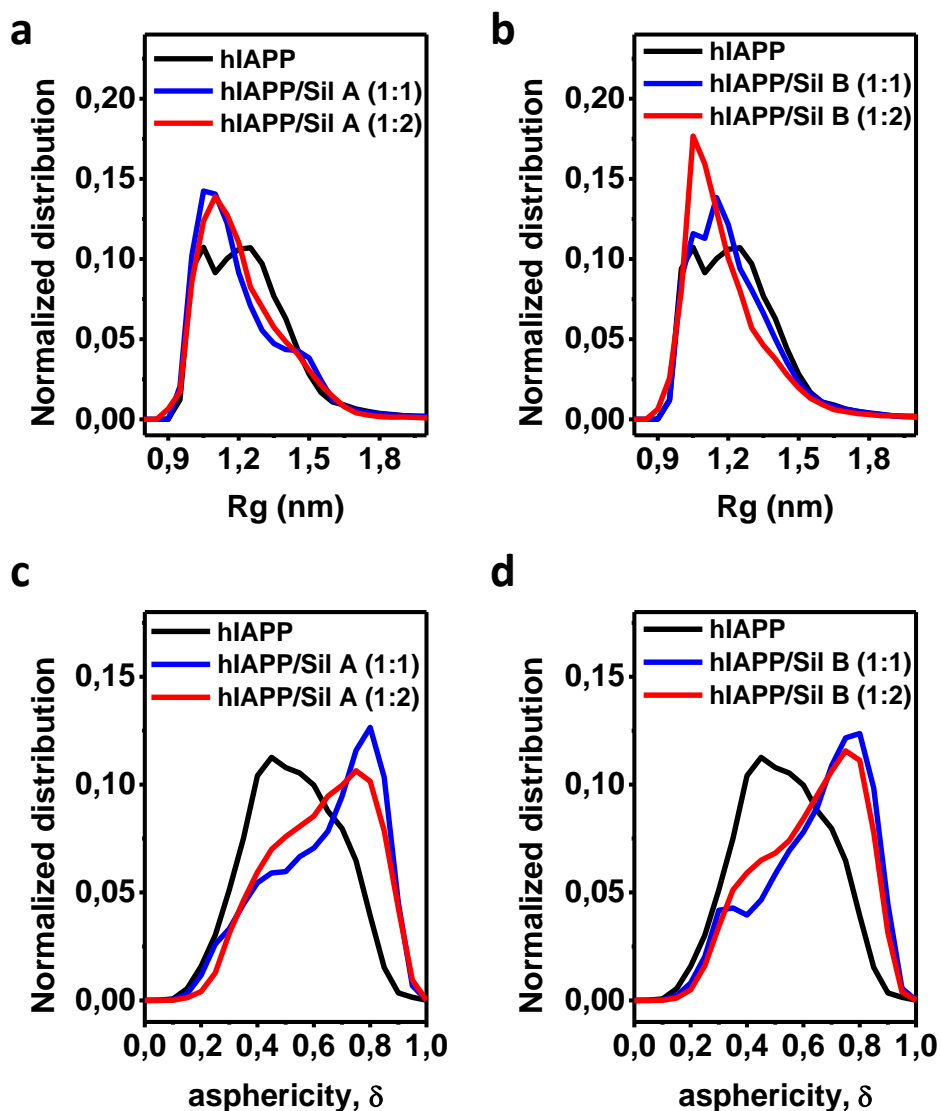 a
hIAPP
hIAPP/Sil A (1:1)
hIAPP/Sil A (1:2)
Normalized distribution
0,20
0,15
0,10
0,05
0,00
0,9 1,2 1,5 1,8
Rg (nm)
b
hIAPP
hIAPP/Sil B (1:1)
hIAPP/Sil B (1:2)
Normalized distribution
0,20
0,15
0,10
0,05
0,00
0,9 1,2 1,5 1,8
Rg (nm)
c
hIAPP
hIAPP/Sil A (1:1)
hIAPP/Sil A (1:2)
Normalized distribution
0,15
0,10
0,05
0,00
0,0 0,2 0,4 0,6 0,8 1,0
asphericity, δ
d
hIAPP
hIAPP/Sil B (1:1)
hIAPP/Sil B (1:2)
Normalized distribution
0,15
0,10
0,05
0,00
0,0 0,2 0,4 0,6 0,8 1,0
asphericity, δ